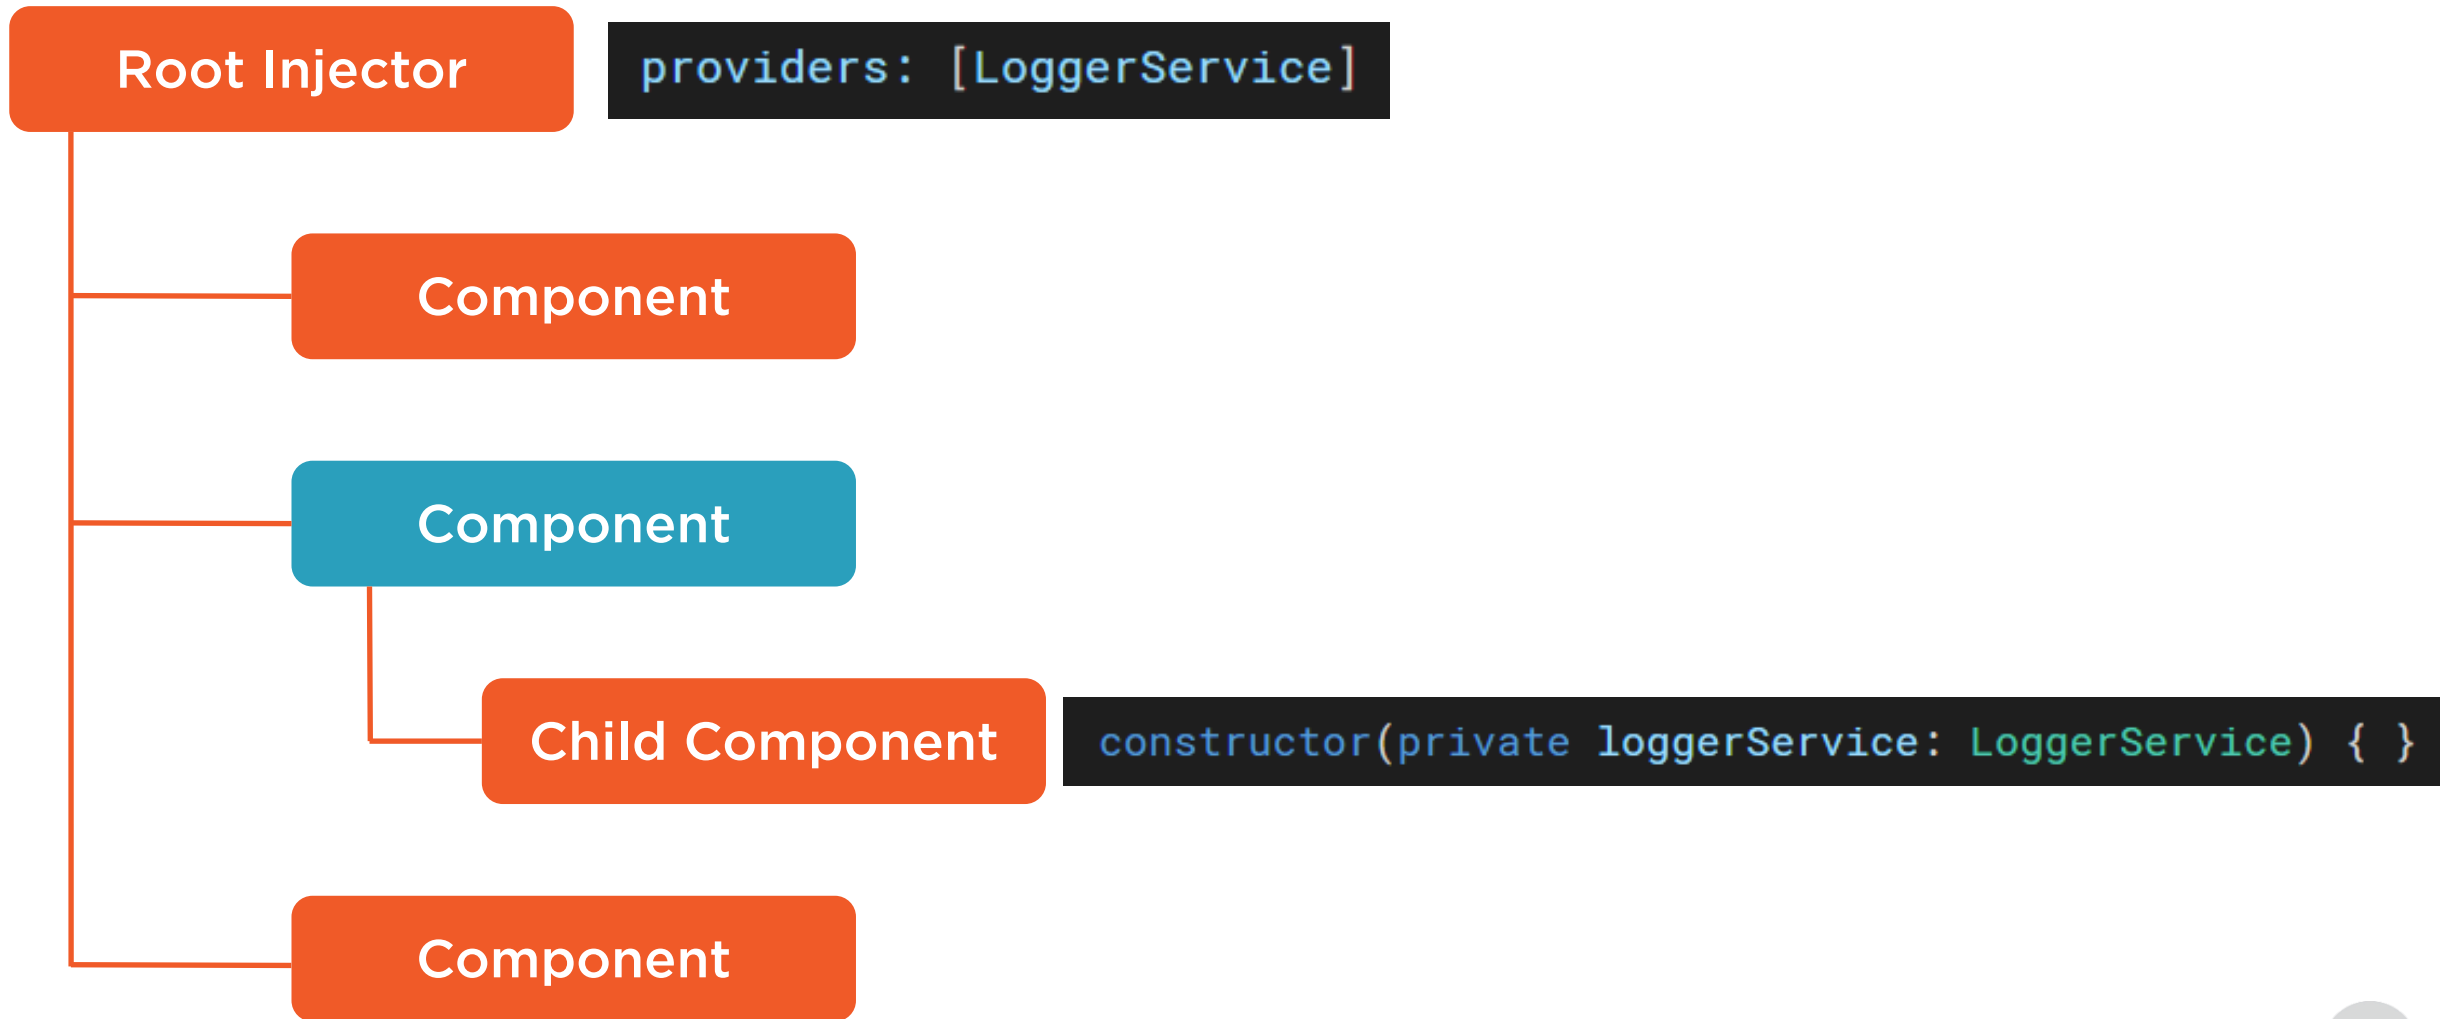 Root Injector
providers: [LoggerService]
Component
Component
Child Component
constructor(private loggerService: LoggerService) { }
Component